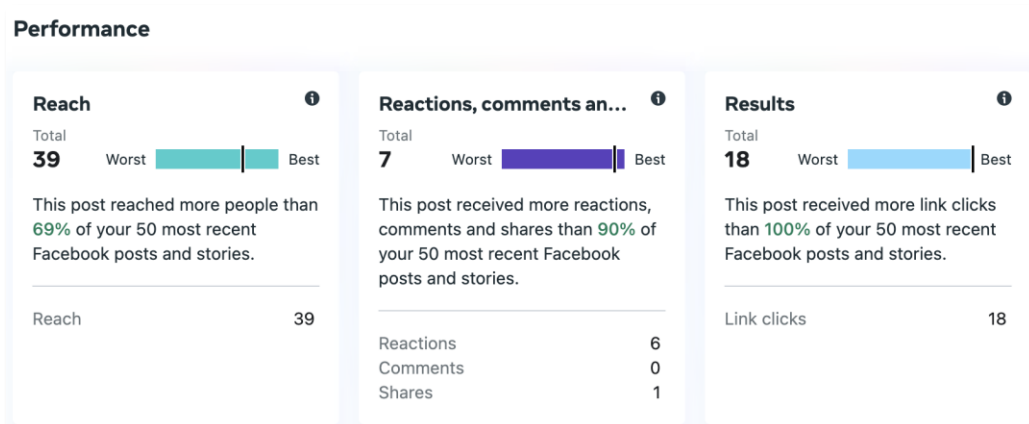 Performance
Reach
Total
39
Worst
Best
This post reached more people than
69% of your 50 most recent
Facebook posts and stories.
Reach 39
Reactions, comments an...
Total
7
Worst
Best
This post received more reactions,
comments and shares than 90% of
your 50 most recent Facebook
posts and stories.
Reactions 6
Comments 0
Shares 1
Results
Total
18
Worst
Best
This post received more link clicks
than 100% of your 50 most recent
Facebook posts and stories.
Link clicks 18